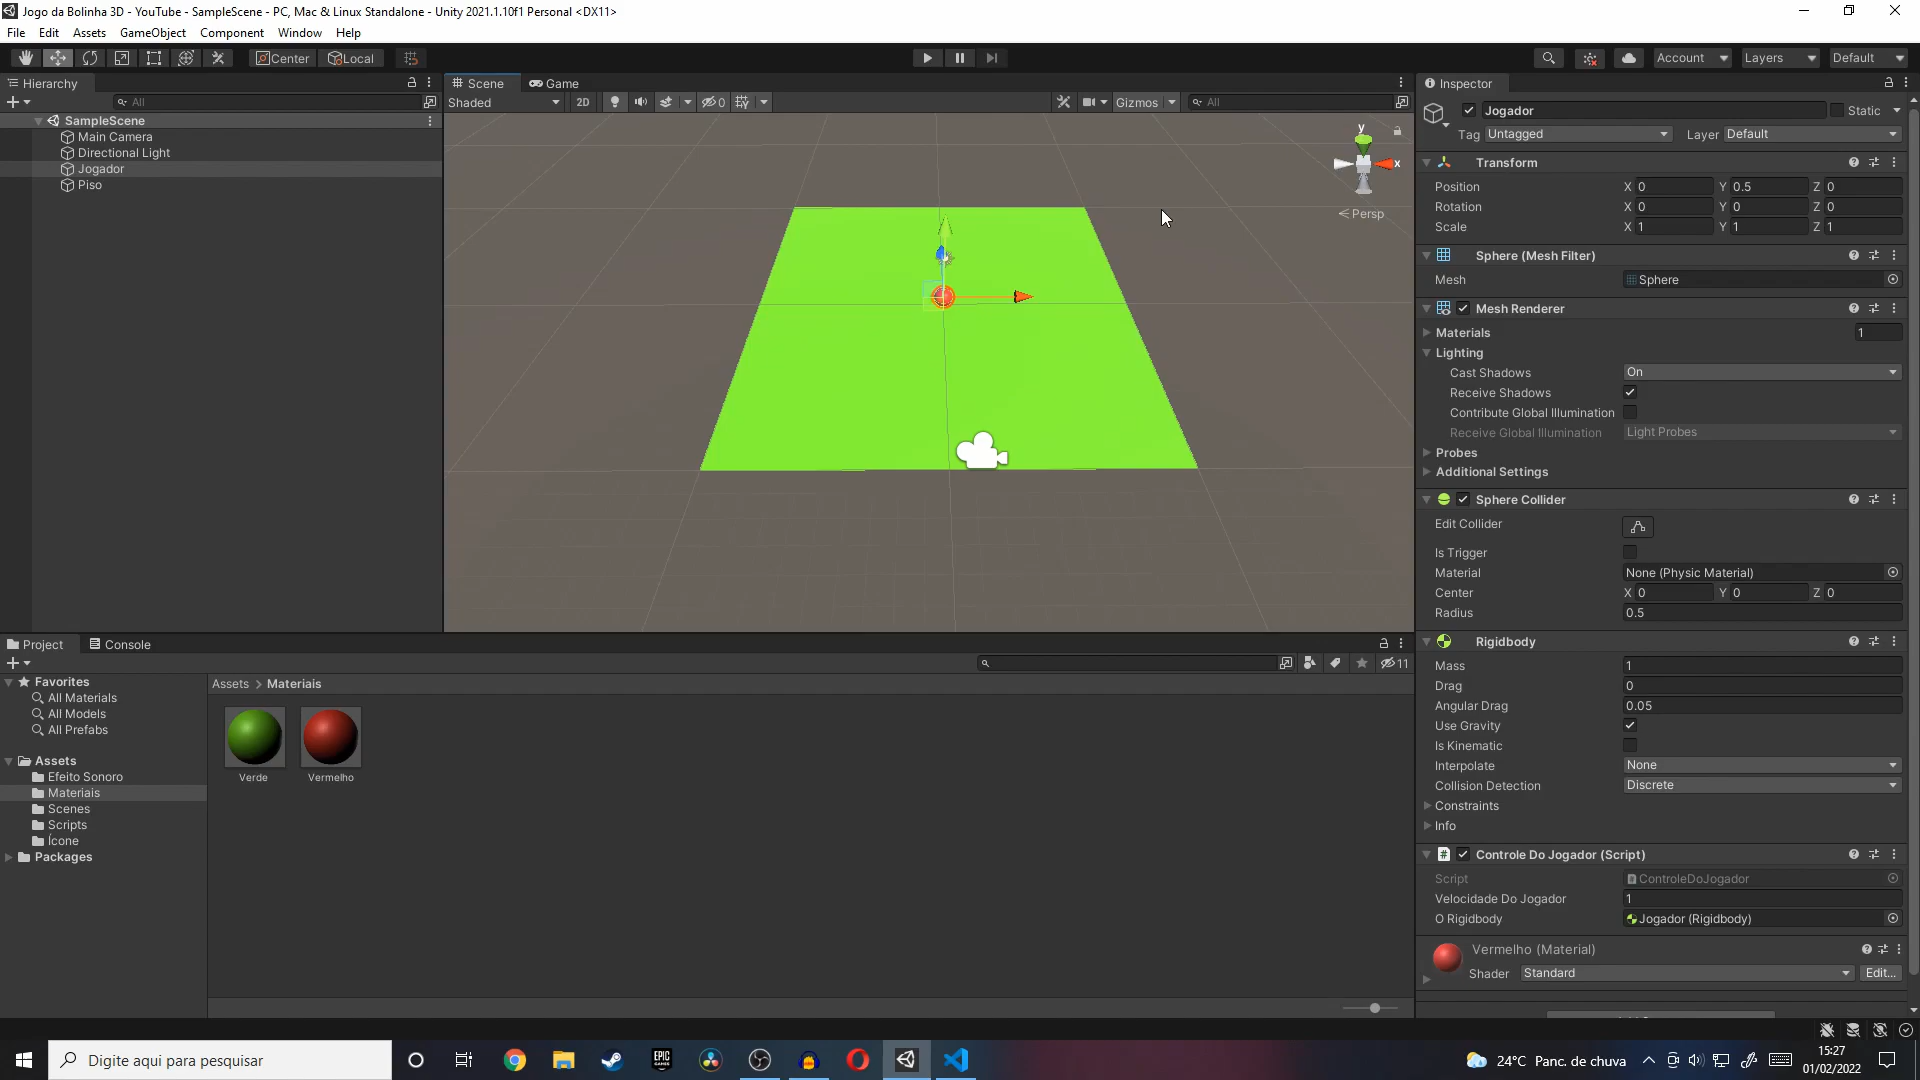 Jogo da Bolinha 3D - YouTube - SampleScene - PC, Mac & Linux Standalone - Unity 2021.1.10f1 Personal <DX11>
File Edit Assets GameObject Component Window Help
Center Local Account Layers Default
Hierarchy
All
SampleScene
Main Camera
Directional Light
Jogador
Piso
Scene Game
Shaded 2D 0 Gizmos All
y
x
Persp
Inspector
Jogador Static
Tag Untagged Layer Default
Transform
Position X 0 Y 0.5 Z 0
Rotation X 0 Y 0 Z 0
Scale X 1 Y 1 Z 1
Sphere (Mesh Filter)
Mesh Sphere
Mesh Renderer
Materials 1
Lighting
Cast Shadows On
Receive Shadows
Contribute Global Illumination
Receive Global Illumination Light Probes
Probes
Additional Settings
Sphere Collider
Edit Collider
Is Trigger
Material None (Physic Material)
Center X 0 Y 0 Z 0
Radius 0.5
Rigidbody
Mass 1
Drag 0
Angular Drag 0.05
Use Gravity
Is Kinematic
Interpolate None
Collision Detection Discrete
Constraints
Info
Controle Do Jogador (Script)
Script ControleDoJogador
Velocidade Do Jogador 1
O Rigidbody Jogador (Rigidbody)
Vermelho (Material)
Shader Standard Edit...
Project Console
11
Favorites
All Materials
All Models
All Prefabs
Assets
Efeito Sonoro
Materiais
Scenes
Scripts
Ícone
Packages
Assets > Materiais
Verde Vermelho
Digite aqui para pesquisar
EPIC GAMES
24°C Panc. de chuva
15:27
01/02/2022